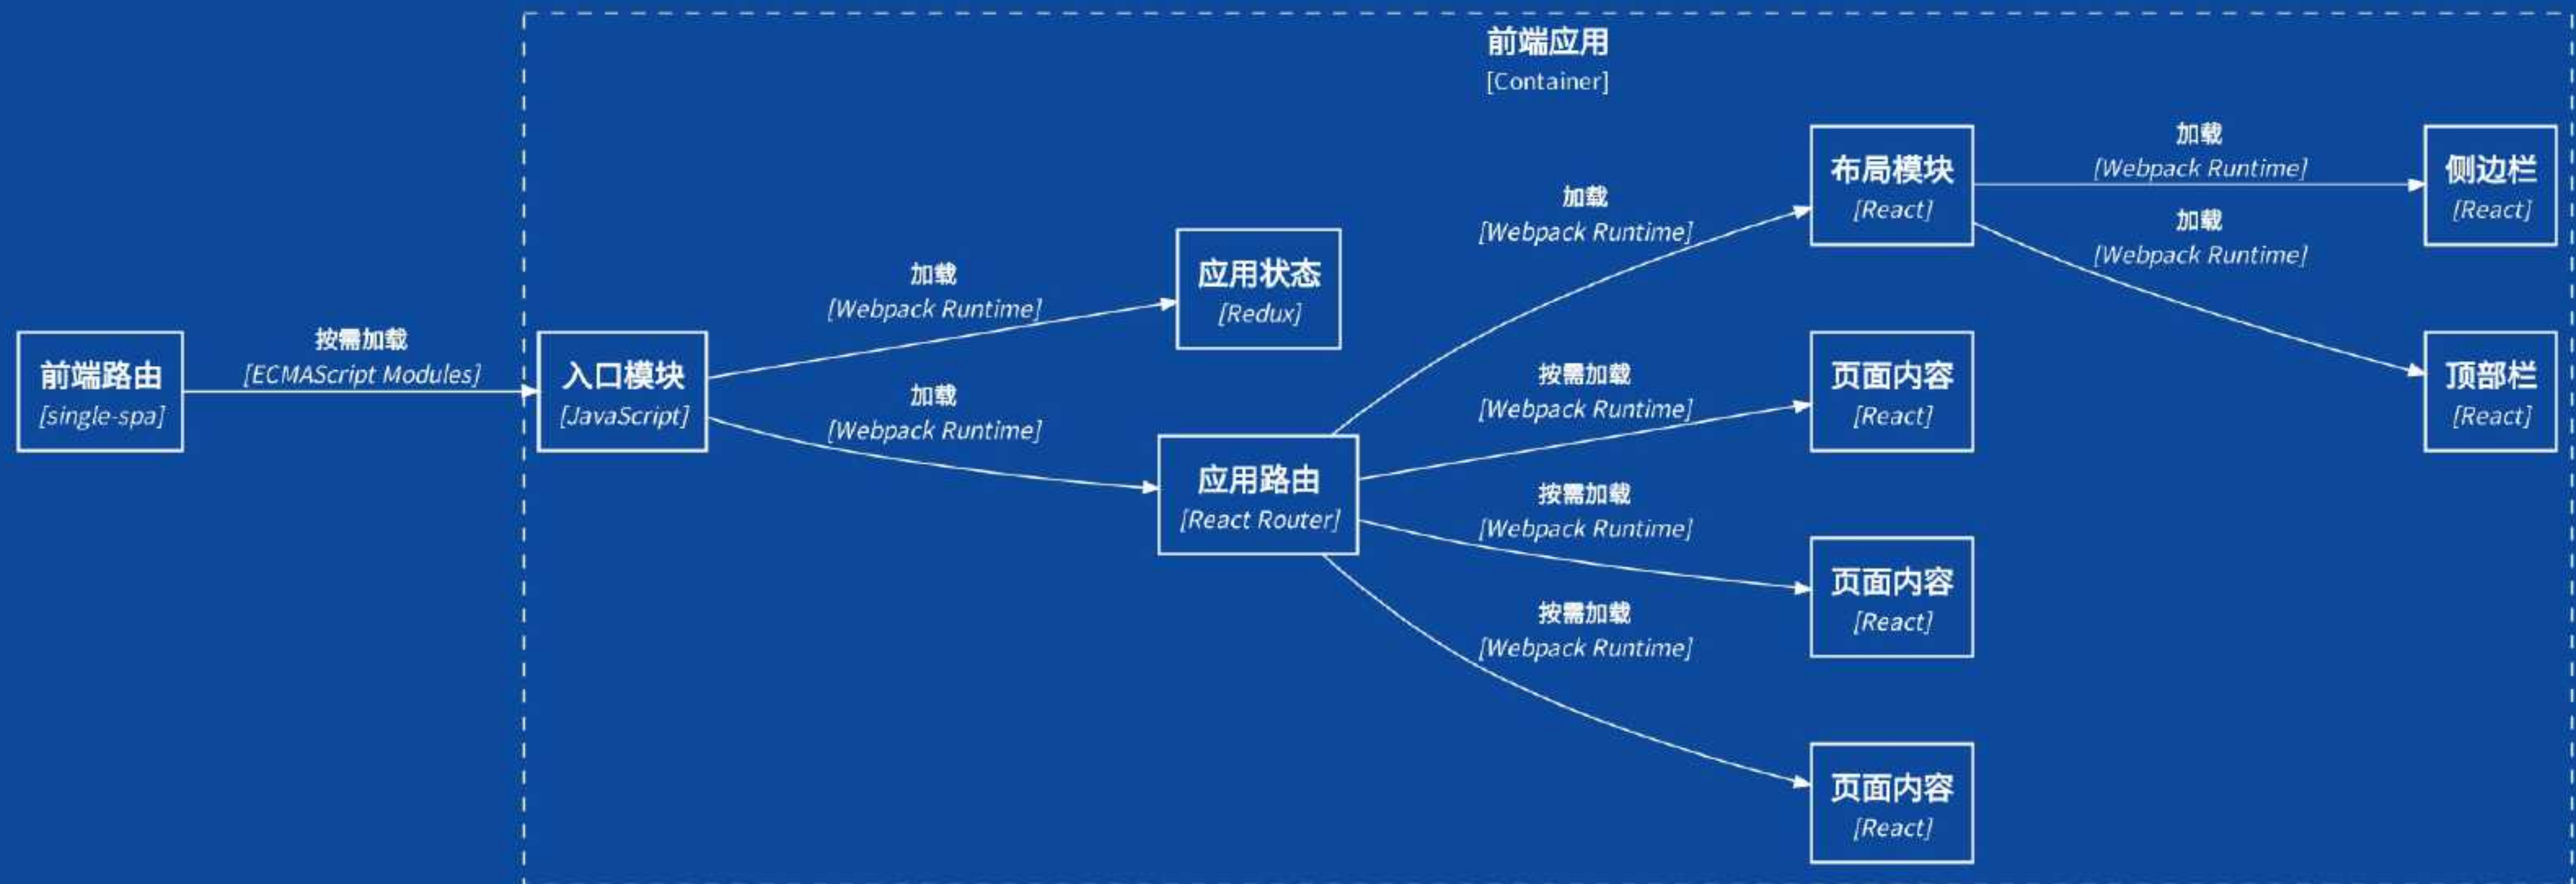 前端应用
[Container]
前端路由
[single-spa]
按需加载
[ECMAScript Modules]
入口模块
[JavaScript]
加载
[Webpack Runtime]
应用状态
[Redux]
加载
[Webpack Runtime]
应用路由
[React Router]
加载
[Webpack Runtime]
布局模块
[React]
加载
[Webpack Runtime]
侧边栏
[React]
加载
[Webpack Runtime]
顶部栏
[React]
按需加载
[Webpack Runtime]
页面内容
[React]
按需加载
[Webpack Runtime]
页面内容
[React]
按需加载
[Webpack Runtime]
页面内容
[React]